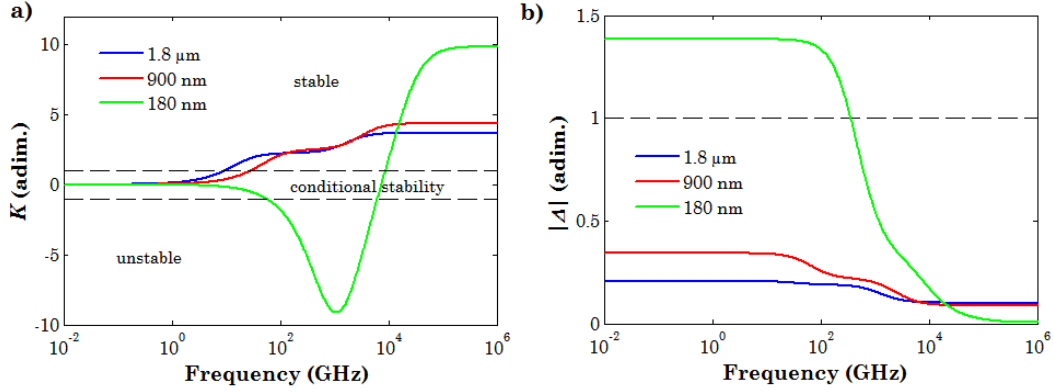 a)
K (adim.)
10
5
0
-5
-10
1.8 µm
900 nm
180 nm
stable
conditional stability
unstable
10^-2 10^0 10^2 10^4 10^6
Frequency (GHz)
b)
|Δ| (adim.)
1.5
1
0.5
0
1.8 µm
900 nm
180 nm
10^-2 10^0 10^2 10^4 10^6
Frequency (GHz)